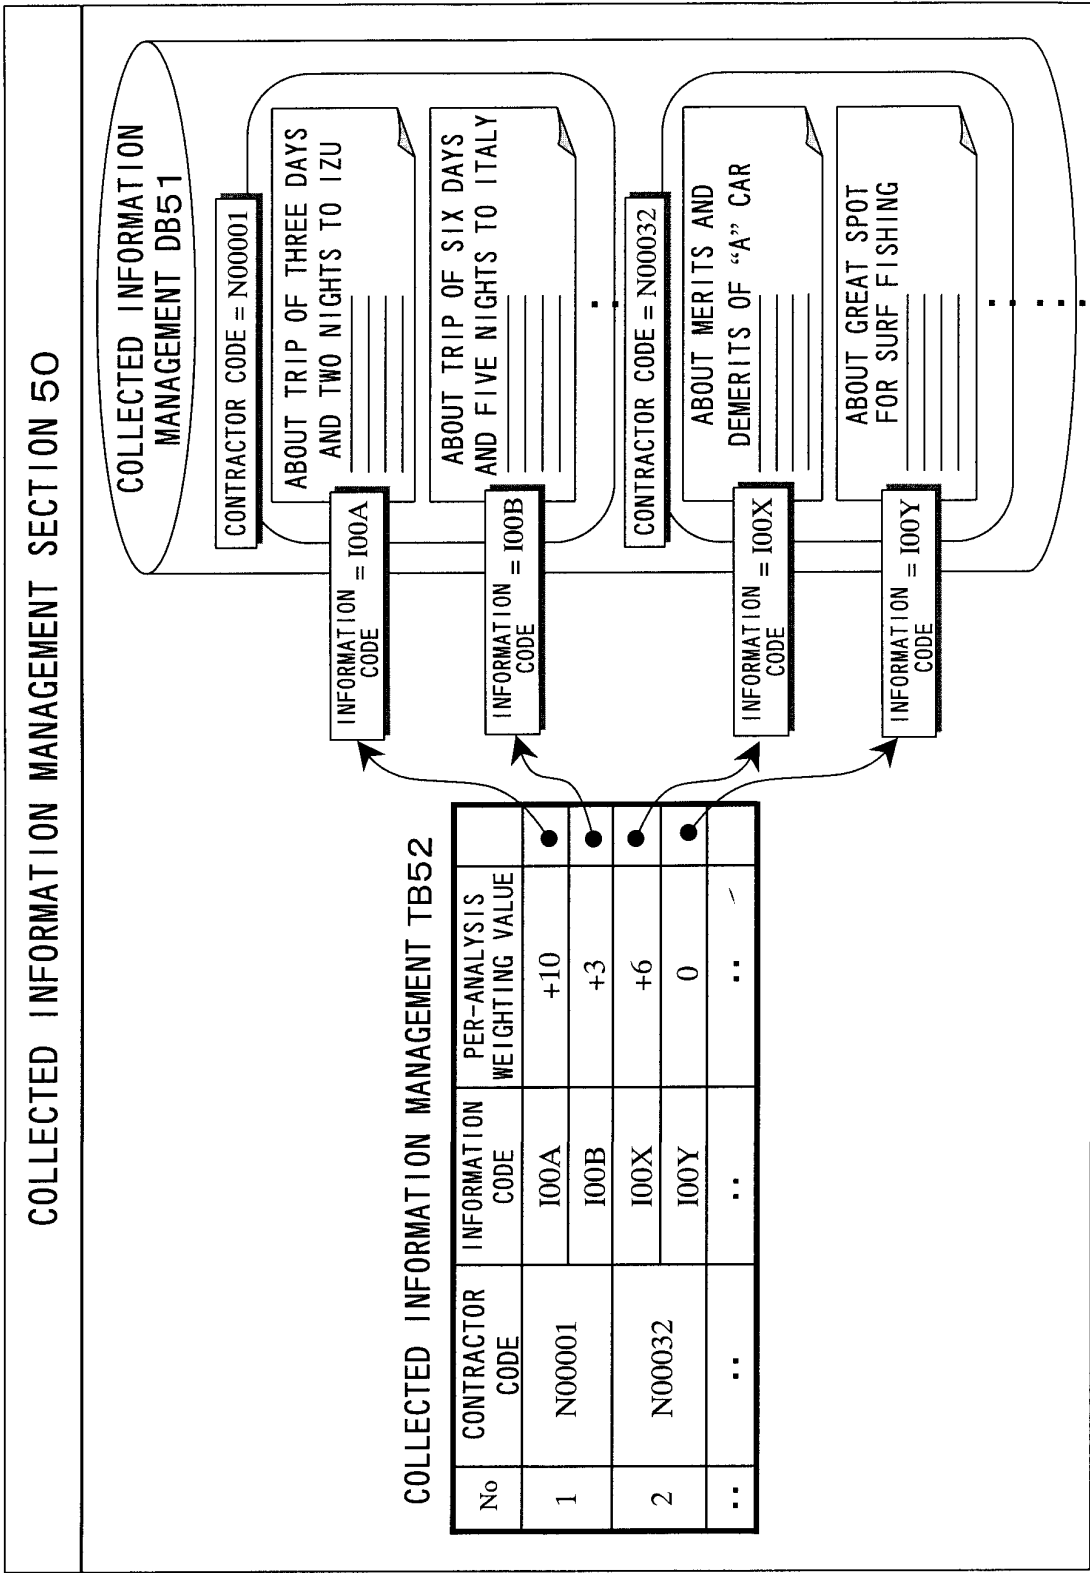 COLLECTED INFORMATION MANAGEMENT SECTION 50
COLLECTED INFORMATION MANAGEMENT TB52
No
CONTRACTOR
CODE
INFORMATION
CODE
PER-ANALYSIS
WEIGHTING VALUE
1
N00001
I00A
+10
I00B
+3
2
N00032
I00X
+6
I00Y
0
COLLECTED INFORMATION
MANAGEMENT DB51
CONTRACTOR CODE = N00001
ABOUT TRIP OF THREE DAYS
AND TWO NIGHTS TO IZU
INFORMATION
CODE
= I00A
ABOUT TRIP OF SIX DAYS
AND FIVE NIGHTS TO ITALY
INFORMATION
CODE
= I00B
CONTRACTOR CODE = N00032
ABOUT MERITS AND
DEMERITS OF “A” CAR
INFORMATION
CODE
= I00X
ABOUT GREAT SPOT
FOR SURF FISHING
INFORMATION
CODE
= I00Y